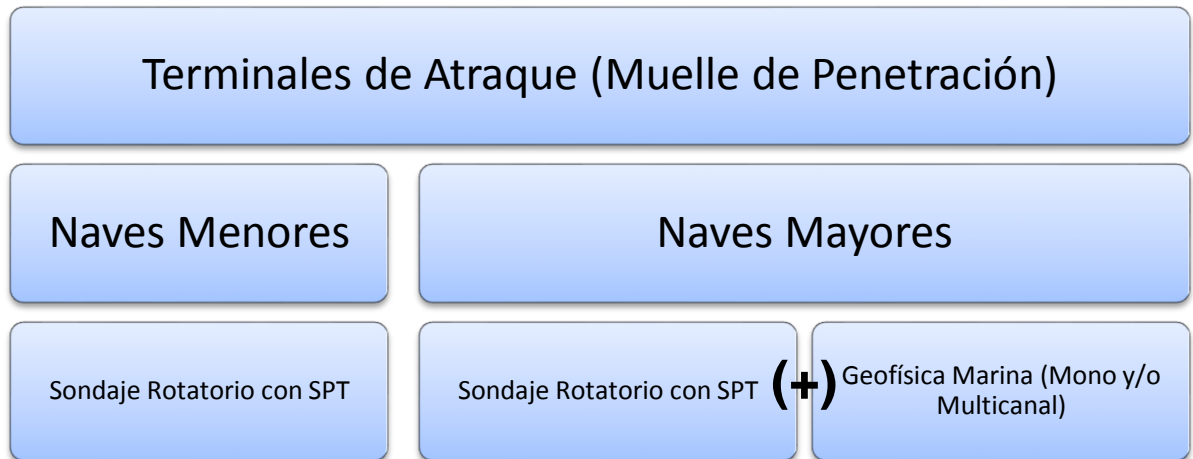 Terminales de Atraque (Muelle de Penetración)
Naves Menores
Naves Mayores
Sondaje Rotatorio con SPT
Sondaje Rotatorio con SPT
(+)
Geofísica Marina (Mono y/o
Multicanal)